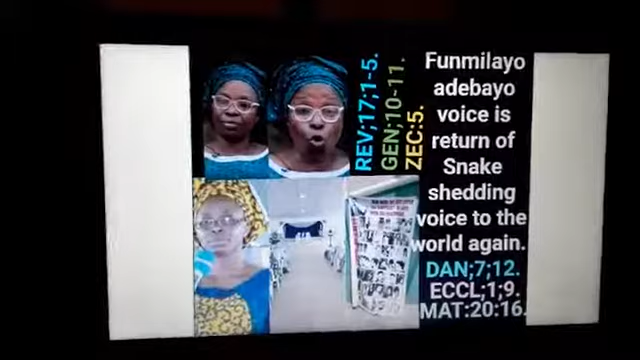 REV;17;1-5.
GEN;10-11.
ZEC:5.
Funmilayo
adebayo
voice is
return of
Snake
shedding
voice to the
world again.
DAN;7;12.
ECCL;1;9.
MAT:20:16.